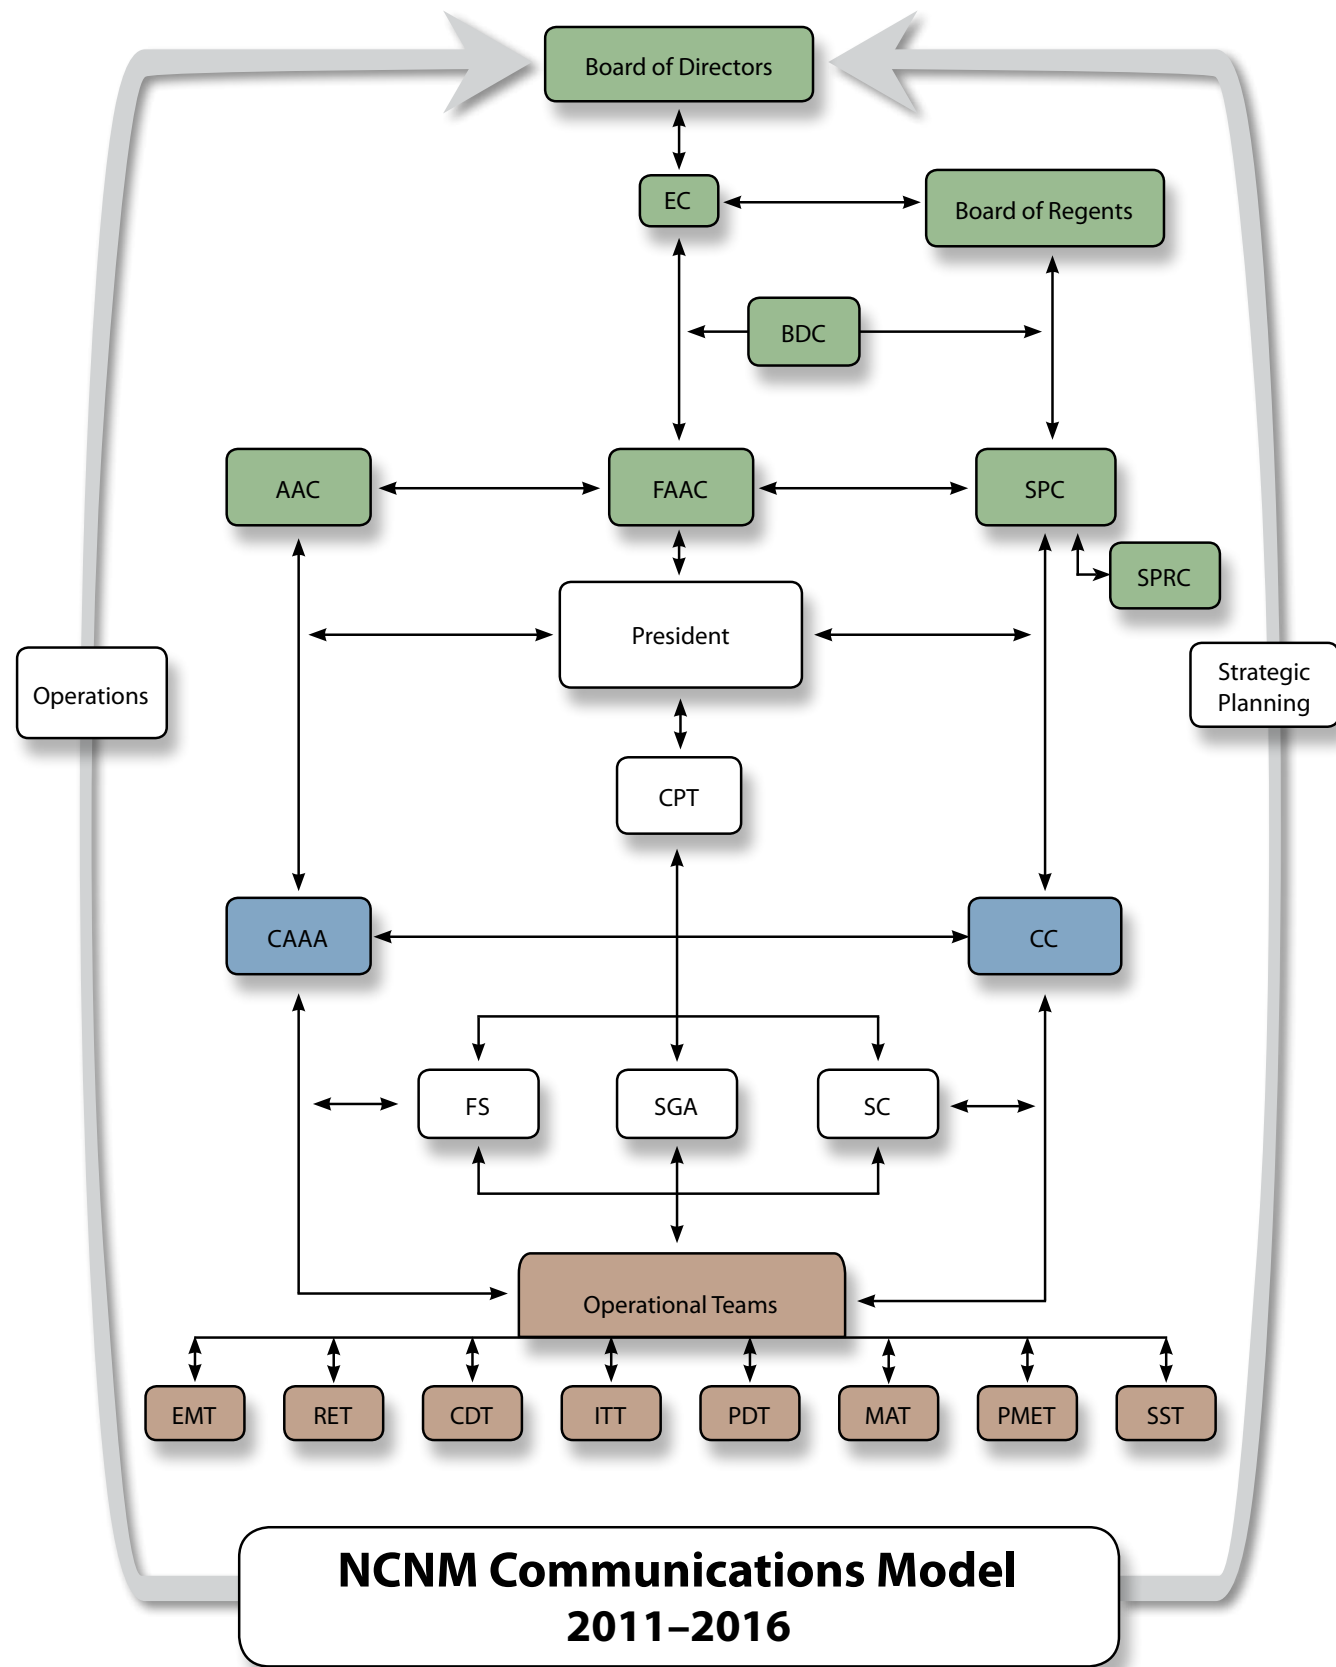 Board of Directors
EC
Board of Regents
BDC
AAC
FAAC
SPC
SPRC
President
Operations
Strategic
Planning
CPT
CAAA
CC
FS
SGA
SC
Operational Teams
EMT
RET
CDT
ITT
PDT
MAT
PMET
SST
NCNM Communications Model
2011–2016